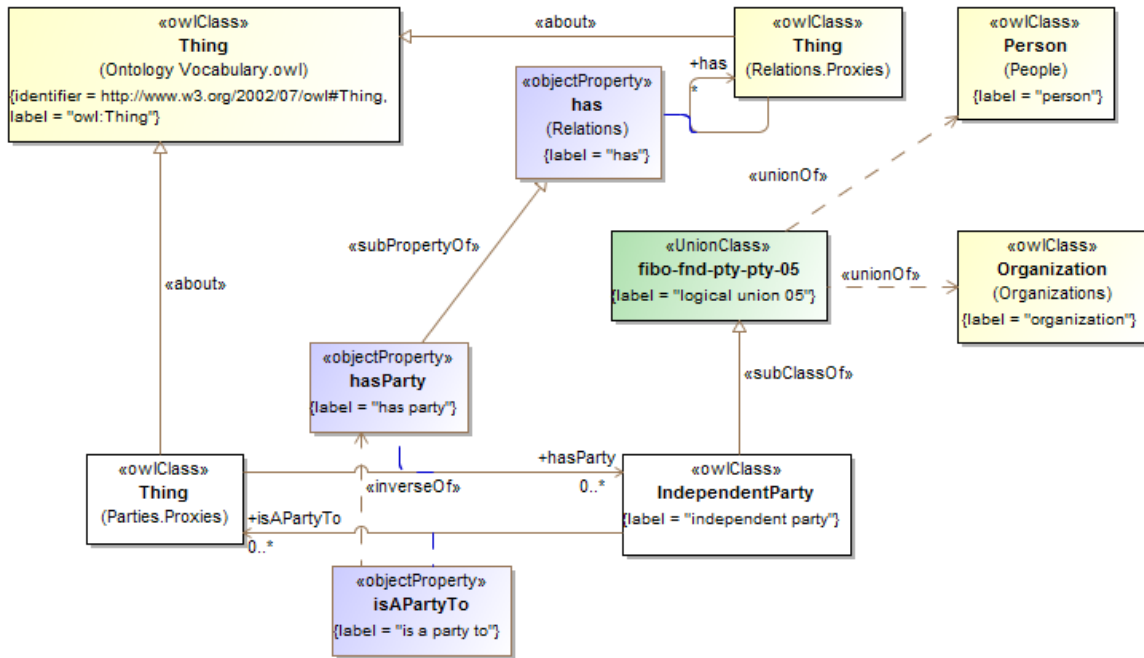 «owlClass»
Thing
(Ontology Vocabulary.owl)
{identifier = http://www.w3.org/2002/07/owl#Thing,
label = "owl:Thing"}
«about»
«owlClass»
Thing
(Relations.Proxies)
«owlClass»
Person
(People)
{label = "person"}
«objectProperty»
has
(Relations)
{label = "has"}
+has
*
«unionOf»
«subPropertyOf»
«UnionClass»
fibo-fnd-pty-pty-05
{label = "logical union 05"}
«unionOf»
«owlClass»
Organization
(Organizations)
{label = "organization"}
«about»
«objectProperty»
hasParty
{label = "has party"}
«subClassOf»
«owlClass»
Thing
(Parties.Proxies)
+hasParty
0..*
«inverseOf»
«owlClass»
IndependentParty
{label = "independent party"}
+isAPartyTo
0..*
«objectProperty»
isAPartyTo
{label = "is a party to"}